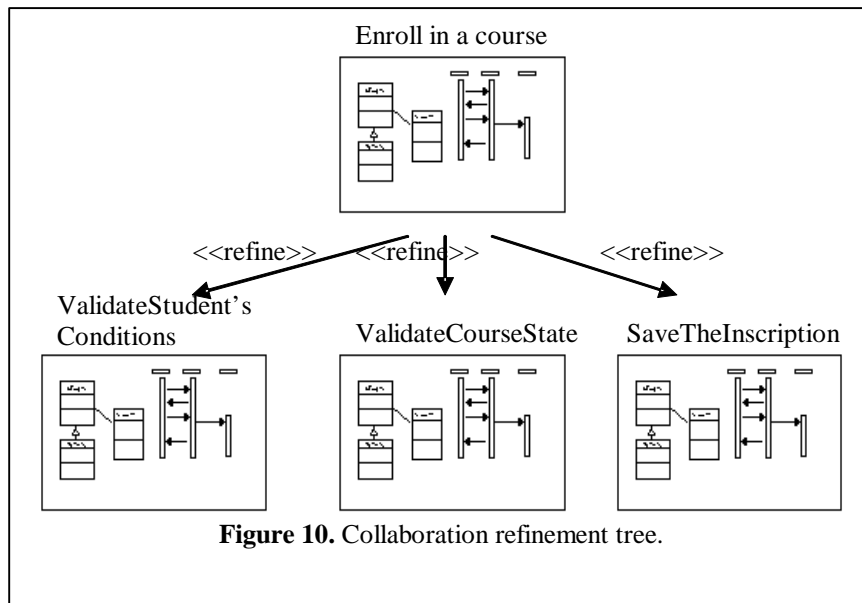 Enroll in a course
<<refine>> <<refine>> <<refine>>
ValidateStudent’s
Conditions
ValidateCourseState
SaveTheInscription
Figure 10. Collaboration refinement tree.